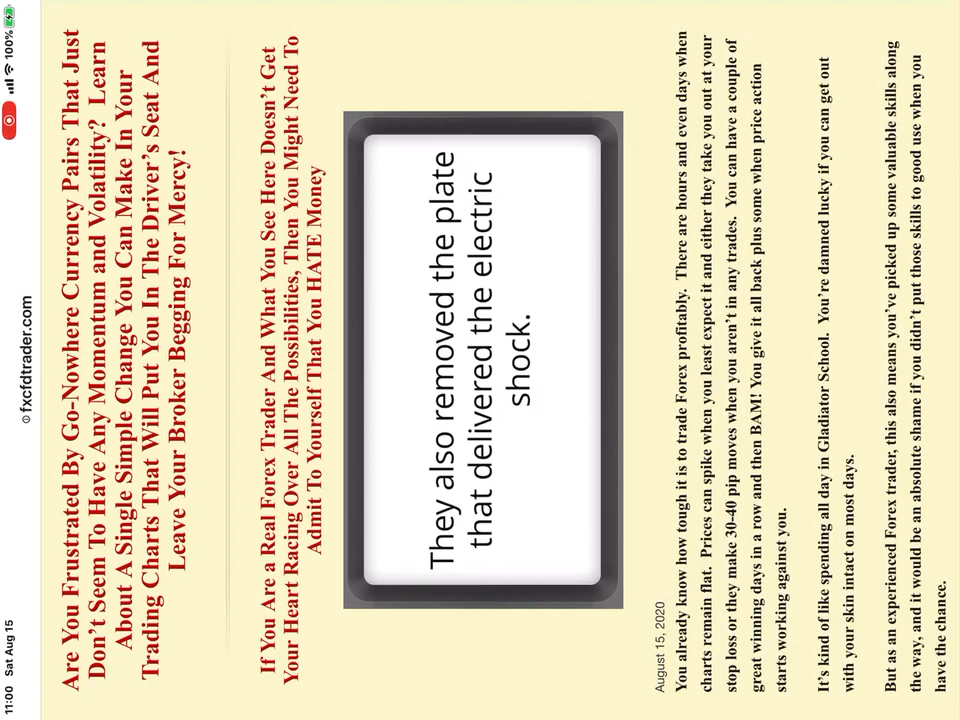 11:00 Sat Aug 15
100%
fxcfdtrader.com
Are You Frustrated By Go-Nowhere Currency Pairs That Just
Don't Seem To Have Any Momentum and Volatility? Learn
About A Single Simple Change You Can Make In Your
Trading Charts That Will Put You In The Driver's Seat And
Leave Your Broker Begging For Mercy!
If You Are a Real Forex Trader And What You See Here Doesn't Get
Your Heart Racing Over All The Possibilities, Then You Might Need To
Admit To Yourself That You HATE Money
They also removed the plate
that delivered the electric
shock.
August 15, 2020
You already know how tough it is to trade Forex profitably. There are hours and even days when
charts remain flat. Prices can spike when you least expect it and either they take you out at your
stop loss or they make 30-40 pip moves when you aren't in any trades. You can have a couple of
great winning days in a row and then BAM! You give it all back plus some when price action
starts working against you.
It's kind of like spending all day in Gladiator School. You're damned lucky if you can get out
with your skin intact on most days.
But as an experienced Forex trader, this also means you've picked up some valuable skills along
the way, and it would be an absolute shame if you didn't put those skills to good use when you
have the chance.